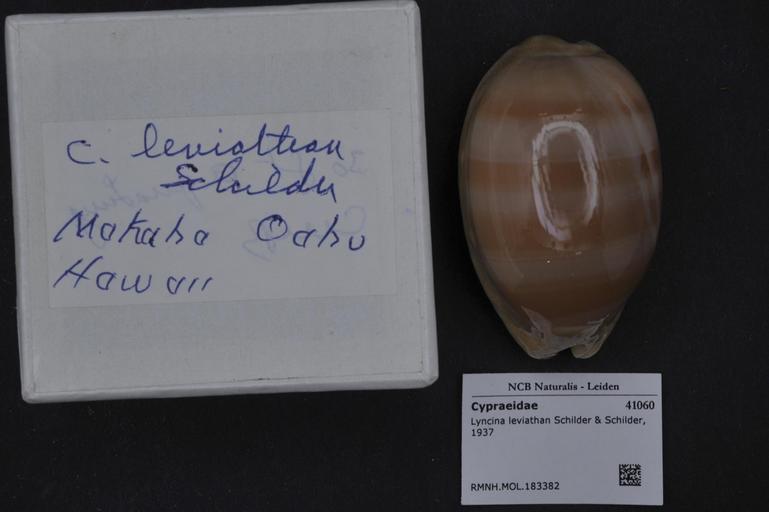 C. leviathan
Schilder
Makaha Oahu
Hawaii
NCB Naturalis - Leiden
Cypraeidae 41060
Lyncina leviathan Schilder & Schilder,
1937
RMNH.MOL.183382